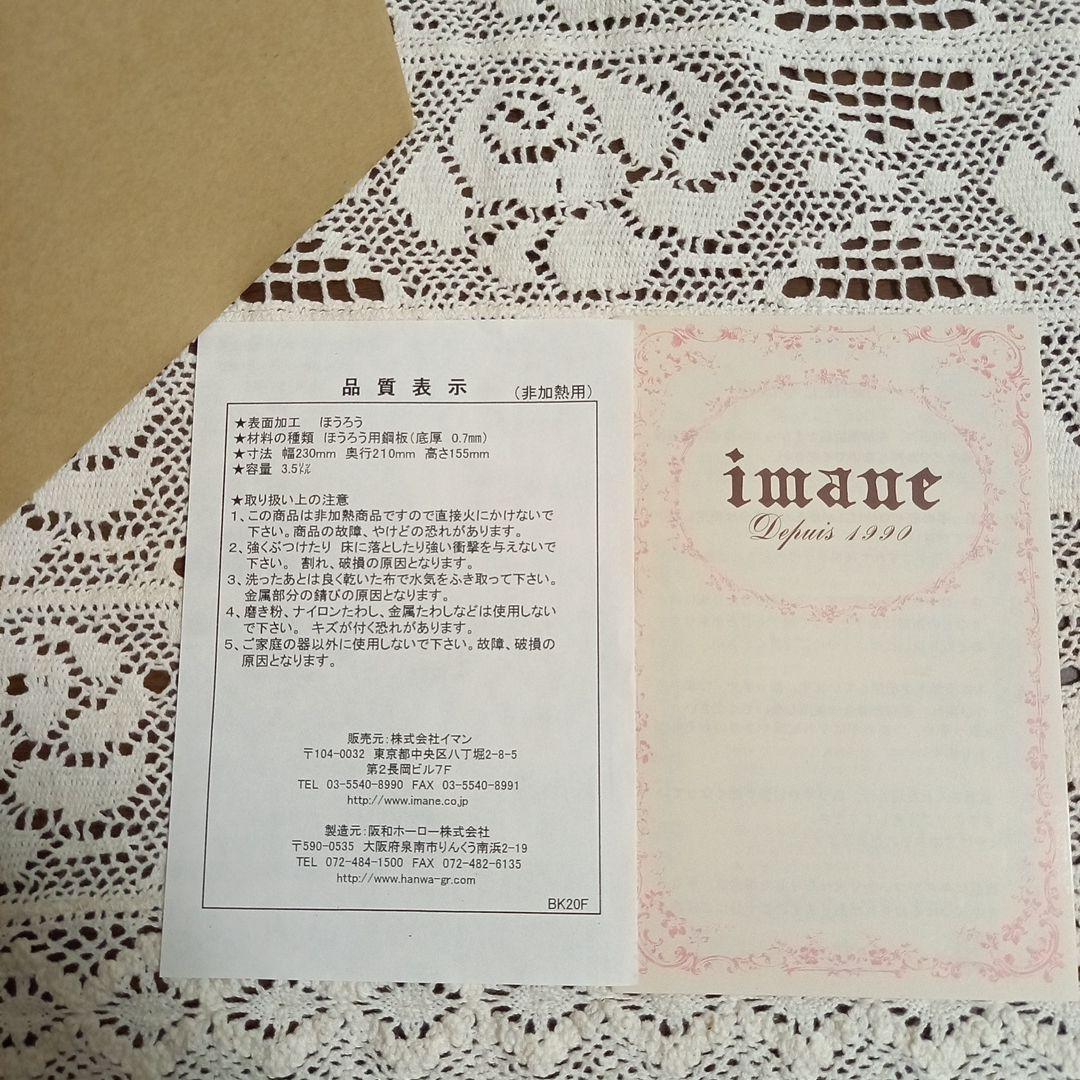 品質表示 (非加熱用)
★表面加工 ほうろう
★材料の種類 ほうろう用鋼板(底厚 0.7㎜)
★寸法 幅230mm 奥行210mm 高さ155mm
★容量 3.5㍑
★取り扱い上の注意
1、この商品は非加熱商品ですので直接火にかけないで
下さい。商品の故障、やけどの恐れがあります。
2、強くぶつけたり 床に落としたり強い衝撃を与えないで
下さい。 割れ、破損の原因となります。
3、洗ったあとは良く乾いた布で水気をふき取って下さい。
金属部分の錆びの原因となります。
4、磨き粉、ナイロンたわし、金属たわしなどは使用しない
で下さい。 キズが付く恐れがあります。
5、ご家庭の器以外に使用しないで下さい。故障、破損の
原因となります。
販売元:株式会社イマン
〒104-0032 東京都中央区八丁堀2-8-5
第2長岡ビル7F
TEL 03-5540-8990 FAX 03-5540-8991
http://www.imane.co.jp
製造元:阪和ホーロー株式会社
〒590-0535 大阪府泉南市りんくう南浜2-19
TEL 072-484-1500 FAX 072-482-6135
http://www.hanwa-gr.com
BK20F
imane
Depuis 1990